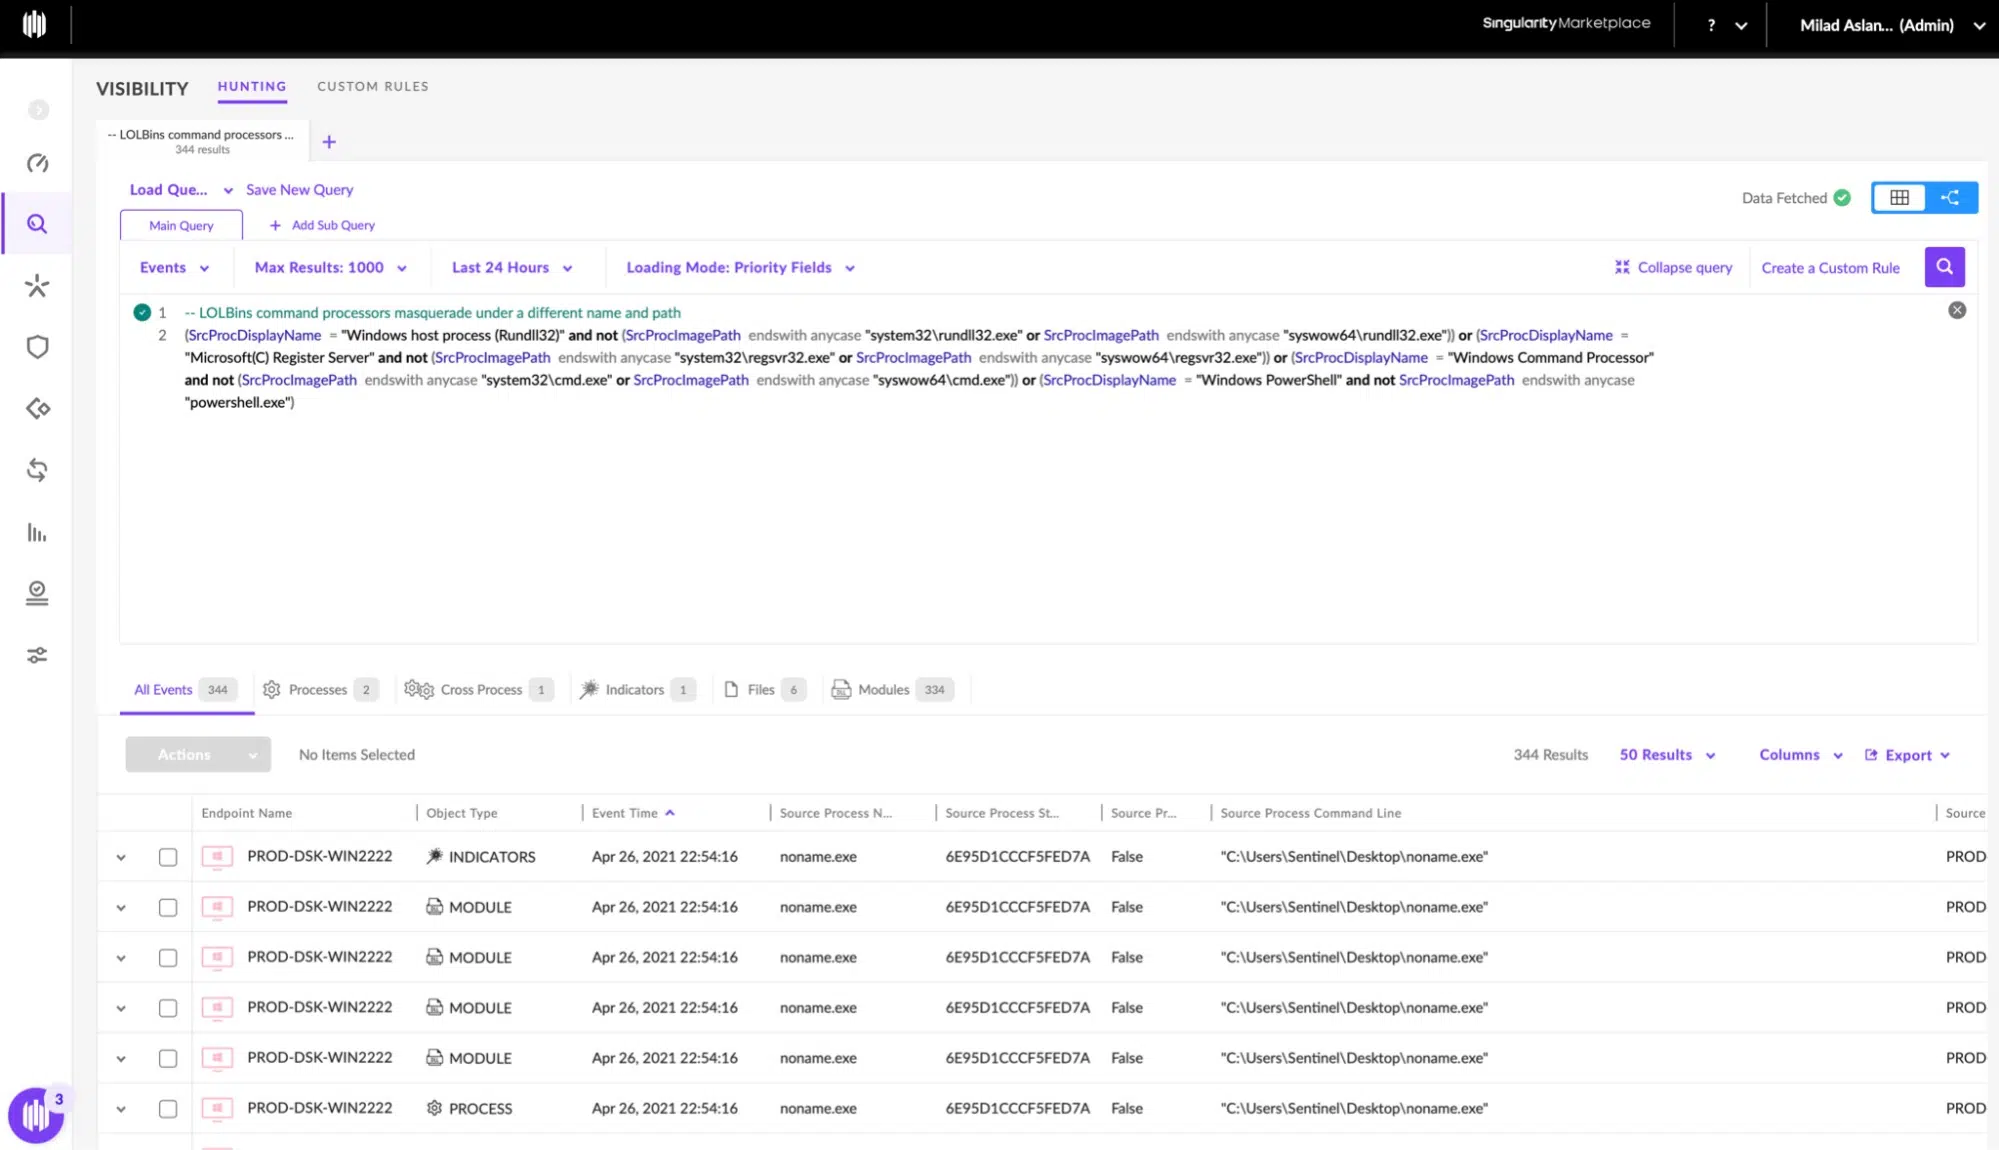 Singularity Marketplace
?
Milad Aslan... (Admin)
VISIBILITY
HUNTING
CUSTOM RULES
-- LOLBins command processors ...
344 results
+
Load Que...
Save New Query
Data Fetched
Main Query
+ Add Sub Query
Events
Max Results: 1000
Last 24 Hours
Loading Mode: Priority Fields
Collapse query
Create a Custom Rule
1 -- LOLBins command processors masquerade under a different name and path
2 (SrcProcDisplayName = "Windows host process (Rundll32)" and not (SrcProcImagePath endswith anycase "system32\rundll32.exe" or SrcProcImagePath endswith anycase "syswow64\rundll32.exe")) or (SrcProcDisplayName =
"Microsoft(C) Register Server" and not (SrcProcImagePath endswith anycase "system32\regsvr32.exe" or SrcProcImagePath endswith anycase "syswow64\regsvr32.exe")) or (SrcProcDisplayName = "Windows Command Processor"
and not (SrcProcImagePath endswith anycase "system32\cmd.exe" or SrcProcImagePath endswith anycase "syswow64\cmd.exe")) or (SrcProcDisplayName = "Windows PowerShell" and not SrcProcImagePath endswith anycase
"powershell.exe")
All Events 344
Processes 2
Cross Process 1
Indicators 1
Files 6
Modules 334
Actions
No Items Selected
344 Results
50 Results
Columns
Export
Endpoint Name Object Type Event Time Source Process N... Source Process St... Source Pr... Source Process Command Line Source
PROD-DSK-WIN2222 INDICATORS Apr 26, 2021 22:54:16 noname.exe 6E95D1CCCF5FED7A False "C:\Users\Sentinel\Desktop\noname.exe" PROD
PROD-DSK-WIN2222 MODULE Apr 26, 2021 22:54:16 noname.exe 6E95D1CCCF5FED7A False "C:\Users\Sentinel\Desktop\noname.exe" PROD
PROD-DSK-WIN2222 MODULE Apr 26, 2021 22:54:16 noname.exe 6E95D1CCCF5FED7A False "C:\Users\Sentinel\Desktop\noname.exe" PROD
PROD-DSK-WIN2222 MODULE Apr 26, 2021 22:54:16 noname.exe 6E95D1CCCF5FED7A False "C:\Users\Sentinel\Desktop\noname.exe" PROD
PROD-DSK-WIN2222 MODULE Apr 26, 2021 22:54:16 noname.exe 6E95D1CCCF5FED7A False "C:\Users\Sentinel\Desktop\noname.exe" PROD
PROD-DSK-WIN2222 PROCESS Apr 26, 2021 22:54:16 noname.exe 6E95D1CCCF5FED7A False "C:\Users\Sentinel\Desktop\noname.exe" PROD
3